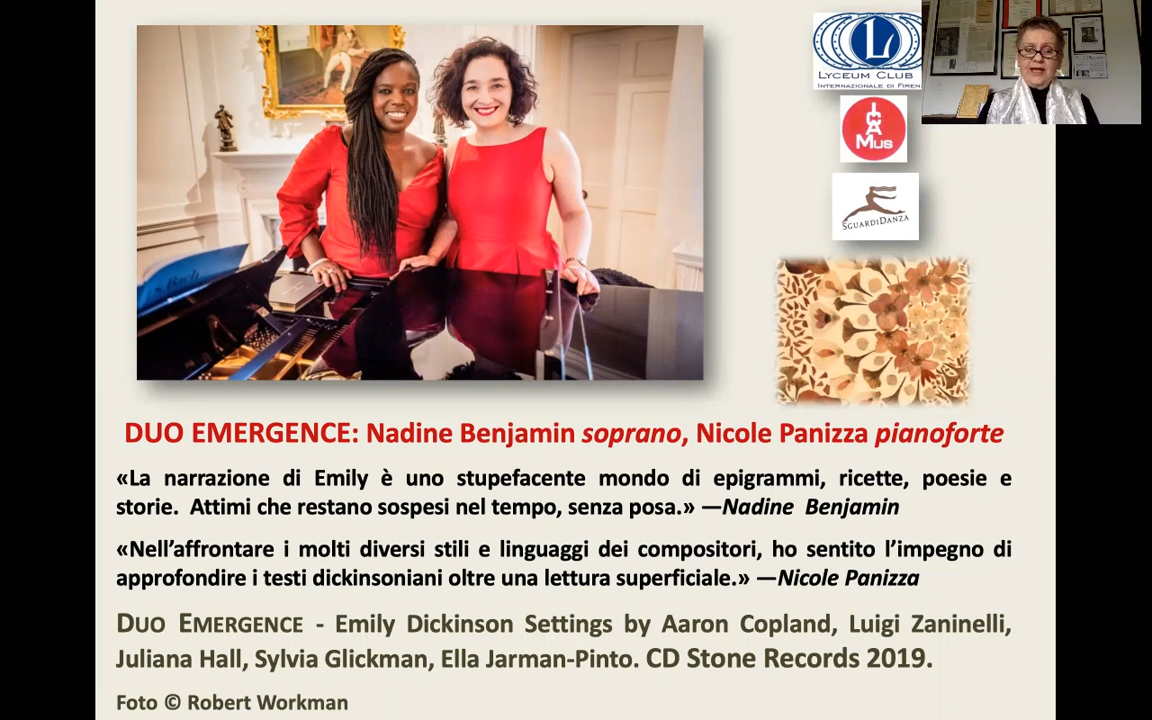 LYCEUM CLUB
INTERNAZIONALE DI FIREN
ICAMus
SGUARDIDANZA
Bach
DUO EMERGENCE: Nadine Benjamin soprano, Nicole Panizza pianoforte
«La narrazione di Emily è uno stupefacente mondo di epigrammi, ricette, poesie e
storie. Attimi che restano sospesi nel tempo, senza posa.» —Nadine Benjamin
«Nell’affrontare i molti diversi stili e linguaggi dei compositori, ho sentito l’impegno di
approfondire i testi dickinsoniani oltre una lettura superficiale.» —Nicole Panizza
DUO EMERGENCE - Emily Dickinson Settings by Aaron Copland, Luigi Zaninelli,
Juliana Hall, Sylvia Glickman, Ella Jarman-Pinto. CD Stone Records 2019.
Foto © Robert Workman